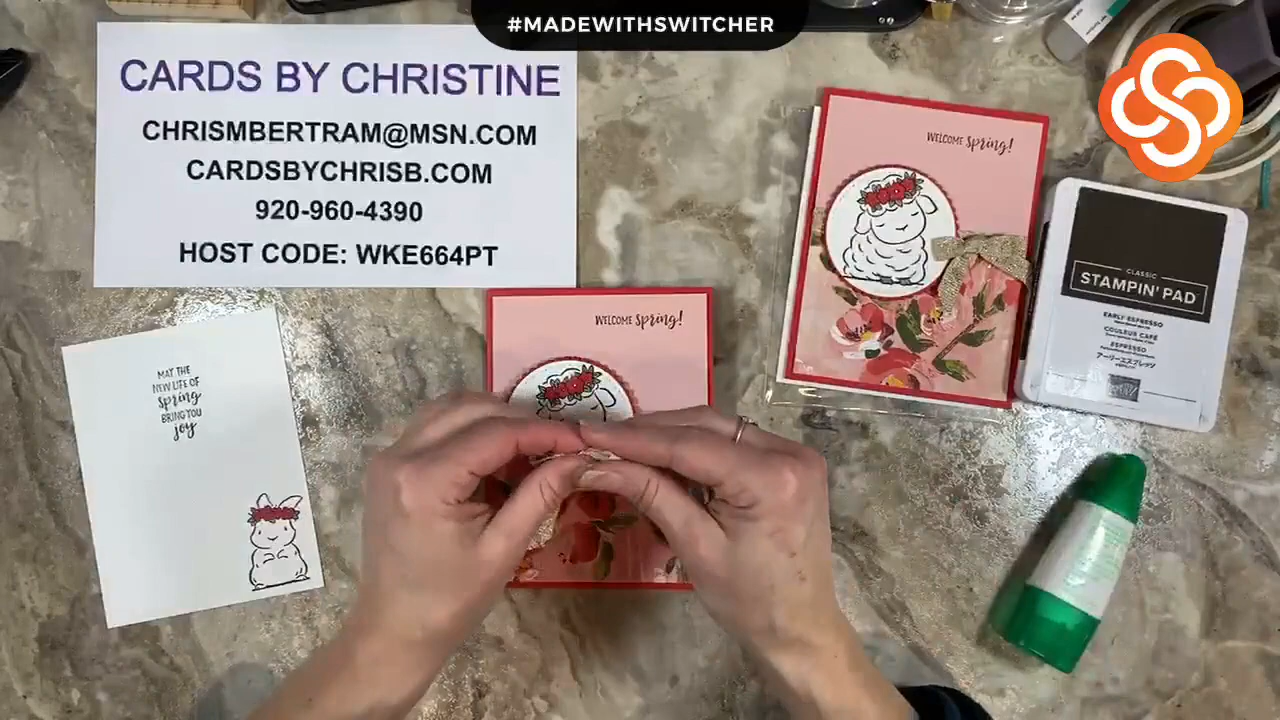 #MADEWITHSWITCHER
CARDS BY CHRISTINE
CHRISMBERTRAM@MSN.COM
CARDSBYCHRISB.COM
920-960-4390
HOST CODE: WKE664PT
WELCOME spring!
CLASSIC
STAMPIN' PAD
EARLY ESPRESSO
COULEUR CAFÉ
ESPRESSO
アーリーエスプレッソ
WELCOME spring!
MAY THE
NEW LIFE OF
spring
BRING YOU
joy